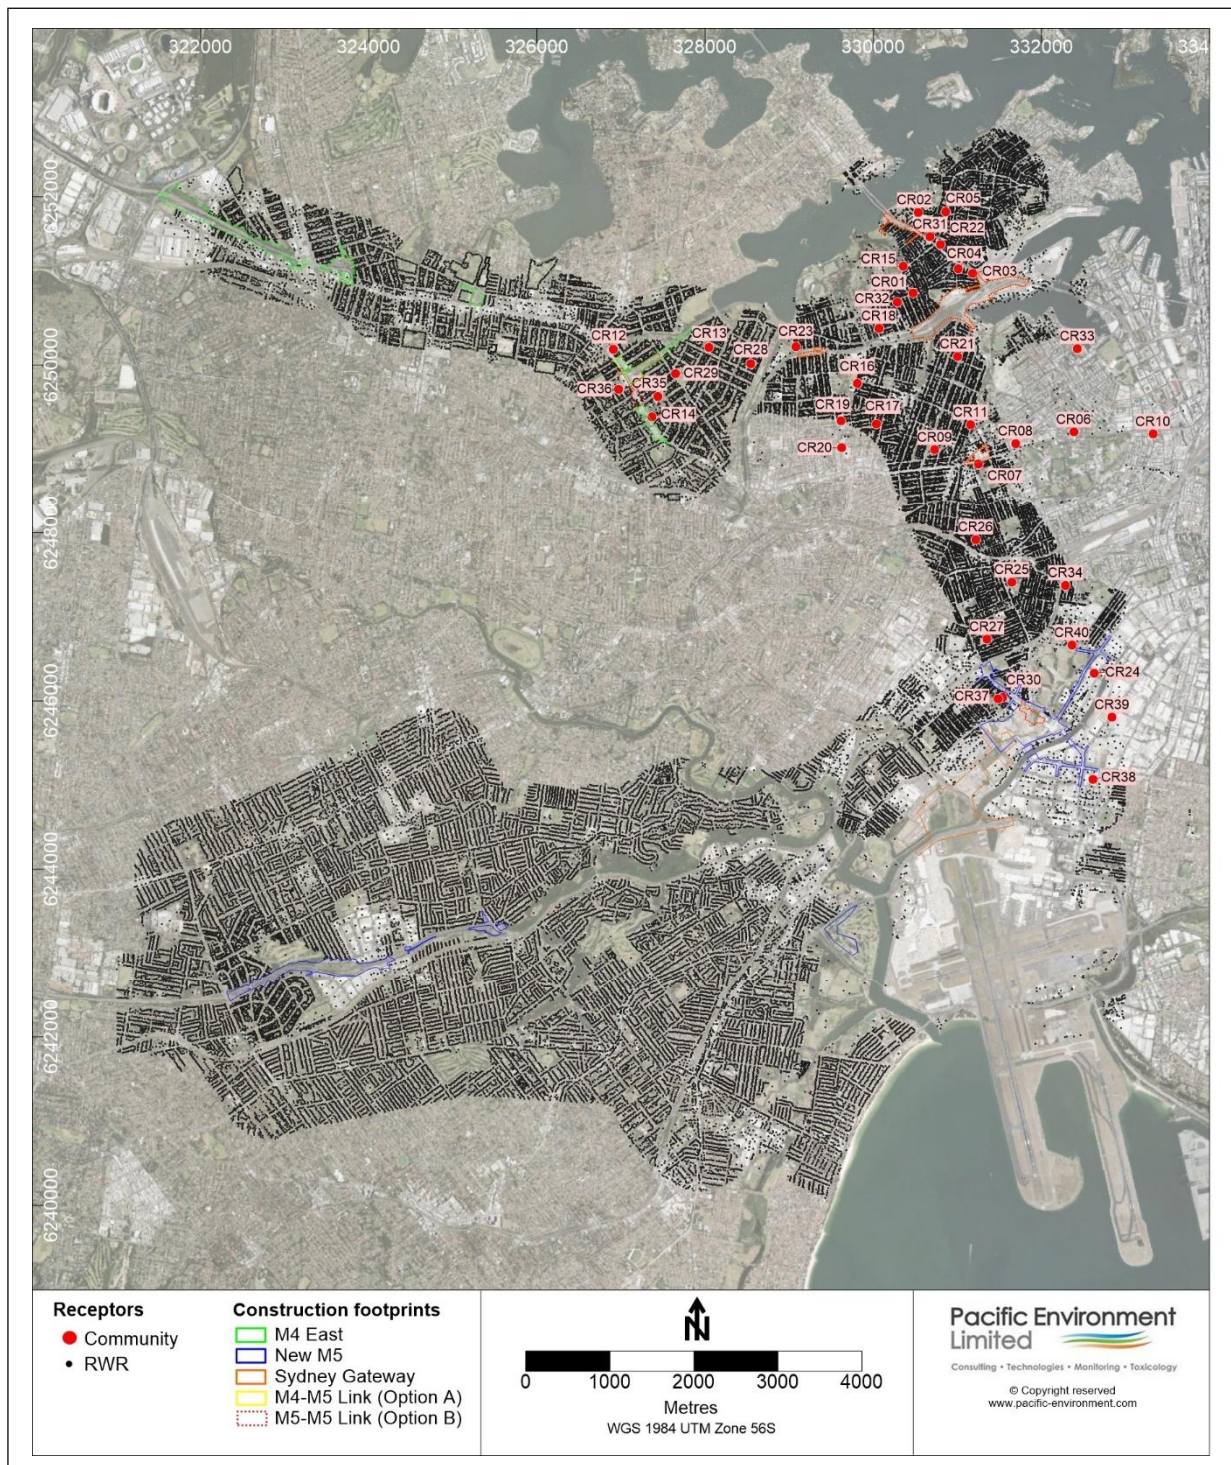 322000 324000 326000 328000 330000 332000 334
6252000
6250000
6248000
6246000
6244000
6242000
6240000
CR02
CR05
CR31
CR22
CR04
CR15
CR03
CR01
CR32
CR18
CR12
CR13
CR23
CR21
CR33
CR28
CR29
CR16
CR36
CR35
CR14
CR19
CR17
CR11
CR08
CR06
CR10
CR20
CR09
CR07
CR26
CR25
CR34
CR27
CR40
CR24
CR30
CR37
CR39
CR38
Receptors
Community
RWR
Construction footprints
M4 East
New M5
Sydney Gateway
M4-M5 Link (Option A)
M5-M5 Link (Option B)
N
0 1000 2000 3000 4000
Metres
WGS 1984 UTM Zone 56S
Pacific Environment
Limited
Consulting • Technologies • Monitoring • Toxicology
© Copyright reserved
www.pacific-environment.com